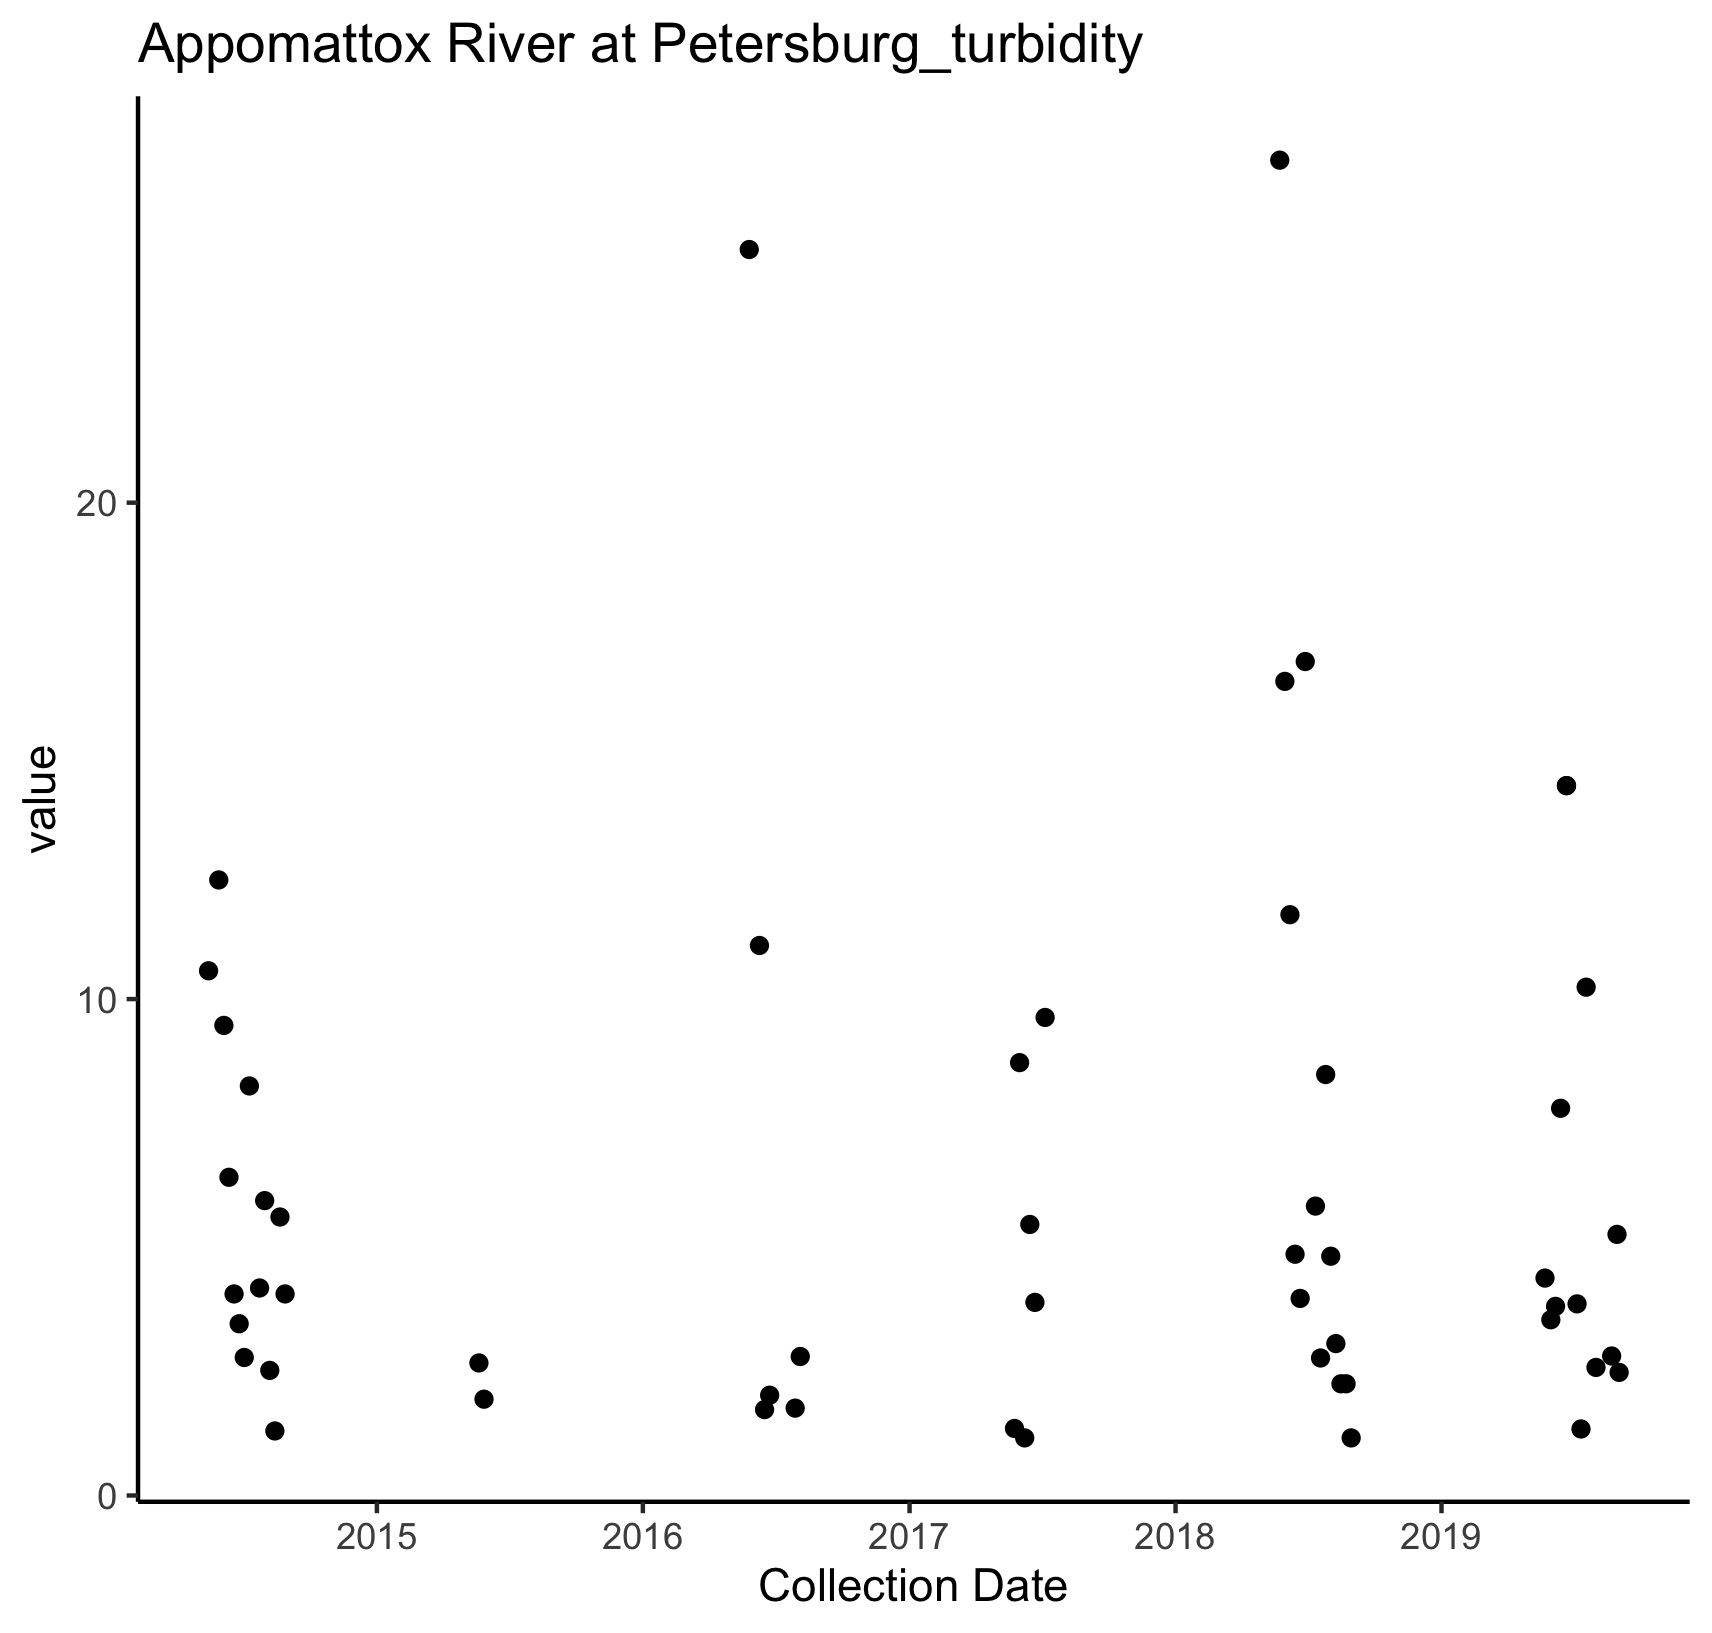 Appomattox River at Petersburg_turbidity
value
20
10
0
2015 2016 2017 2018 2019
Collection Date